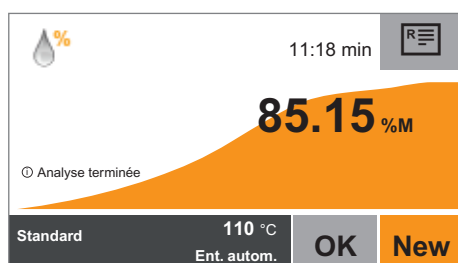 %
11:18 min
R
85.15 %M
ⓘ Analyse terminée
Standard
110 °C
Ent. autom.
OK
New